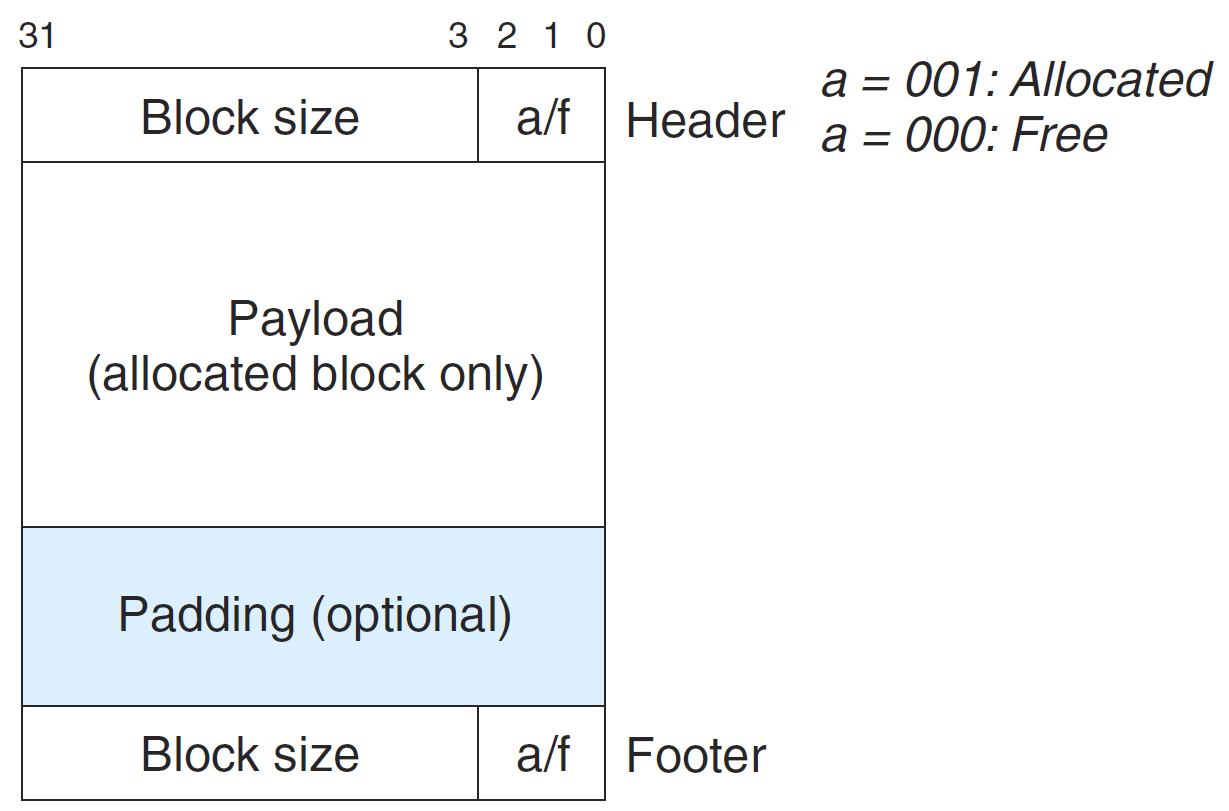 31 3 2 1 0
Block size a/f Header a = 001: Allocated
a = 000: Free
Payload
(allocated block only)
Padding (optional)
Block size a/f Footer